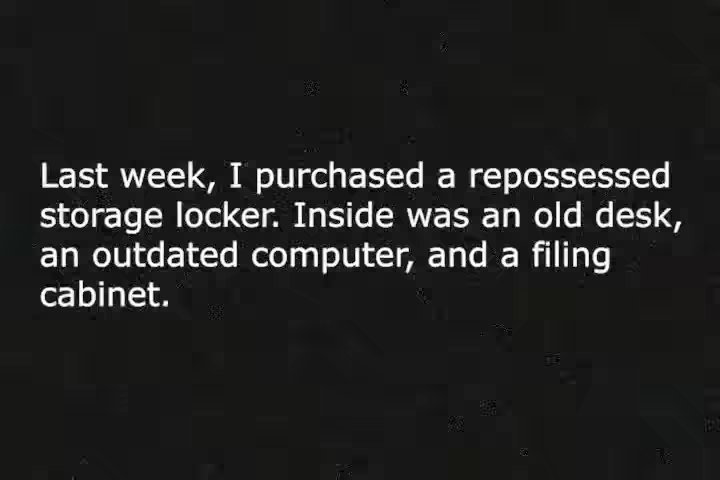 Last week, I purchased a repossessed
storage locker. Inside was an old desk,
an outdated computer, and a filing
cabinet.